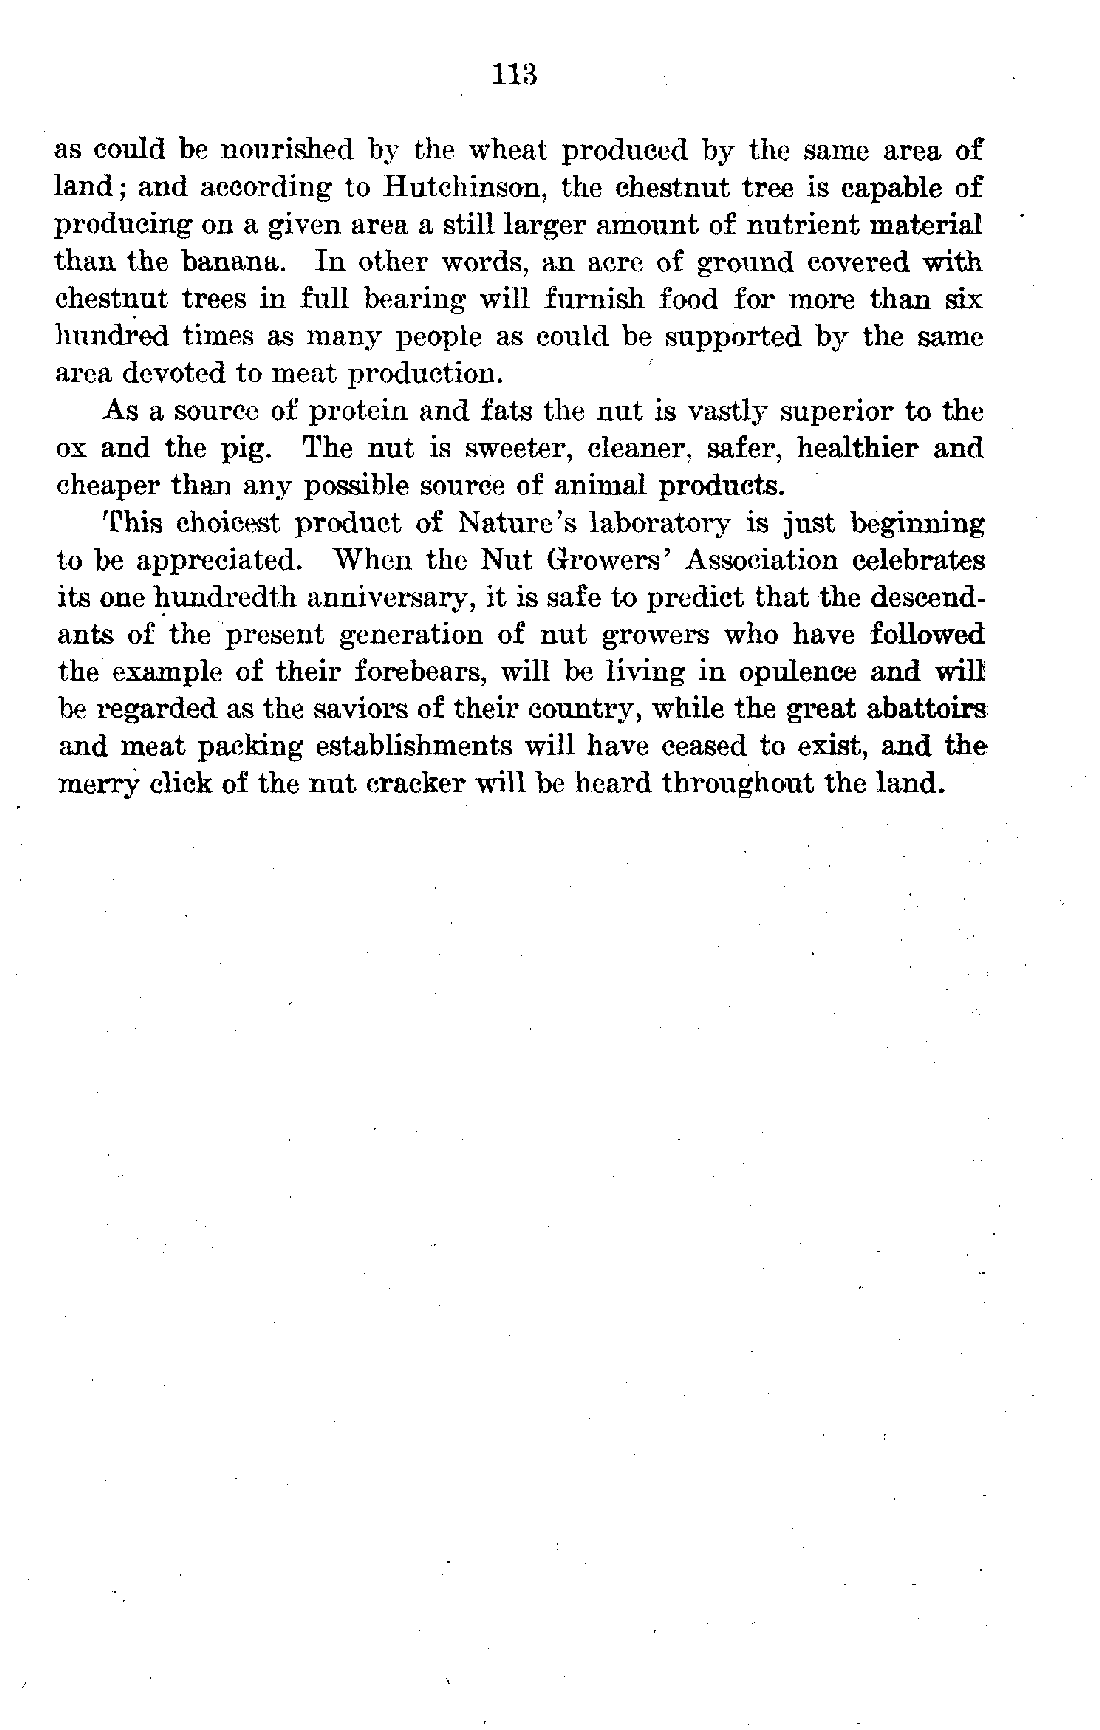 113
as could be nourished by the wheat produced by the same area of
land; and according to Hutchinson, the chestnut tree is capable of
producing on a given area a still larger amount of nutrient material
than the banana. In other words, an acre of ground covered with
chestnut trees in full bearing will furnish food for more than six
hundred times as many people as could be supported by the same
area devoted to meat production.
As a source of protein and fats the nut is vastly superior to the
ox and the pig. The nut is sweeter, cleaner, safer, healthier and
cheaper than any possible source of animal products.
This choicest product of Nature's laboratory is just beginning
to be appreciated. When the Nut Growers' Association celebrates
its one hundredth anniversary, it is safe to predict that the descend-
ants of the present generation of nut growers who have followed
the example of their forebears, will be living in opulence and will
be regarded as the saviors of their country, while the great abattoirs
and meat packing establishments will have ceased to exist, and the
merry click of the nut cracker will be heard throughout the land.